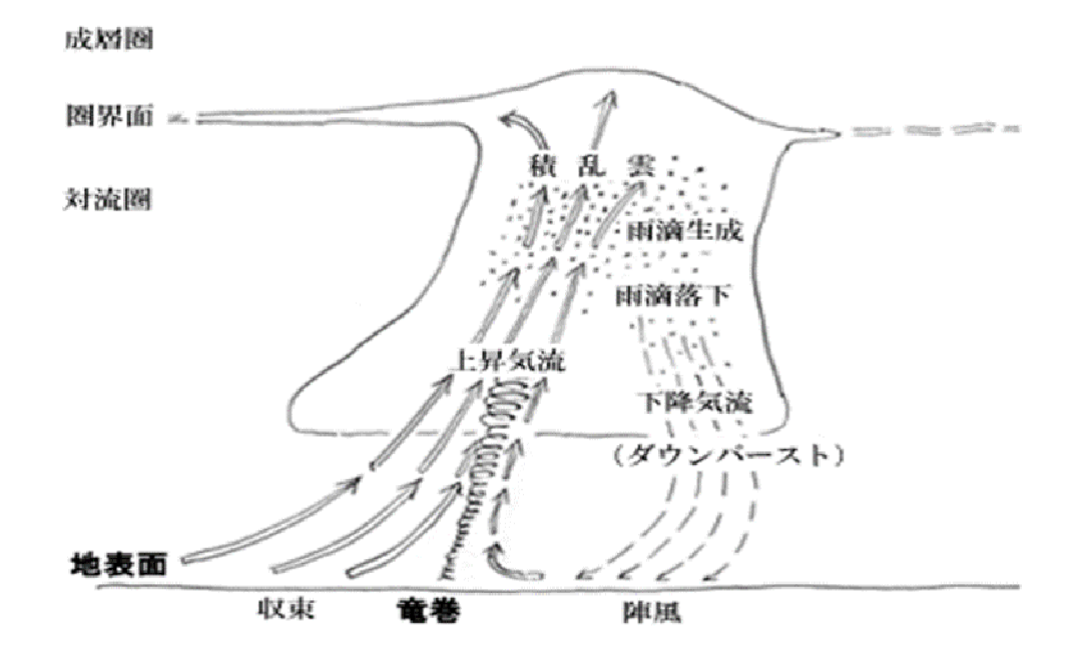 成層圏
圏界面
対流圏
積乱雲
雨滴生成
雨滴落下
上昇気流
下降気流
(ダウンバースト)
地表面
収束
竜巻
陣風